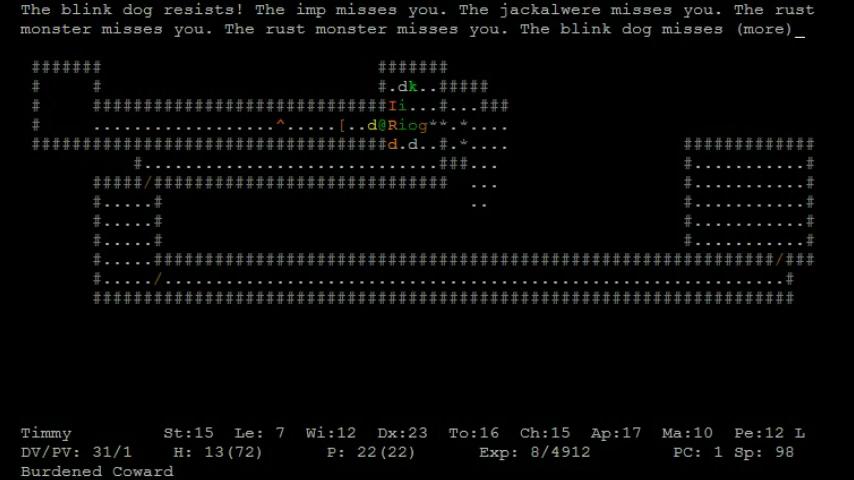 The blink dog resists! The imp misses you. The jackalwere misses you. The rust
monster misses you. The rust monster misses you. The blink dog misses (more)_
#######                                 #######
#      #                                #.dk..#####
#      ##############################Ii...#...###
#      ..................^.....[..d@Riog**.*....
#####################################d.d..#.*....        #############
#.............................###...        #...........#
#####/############################  ...        #...........#
#....#                              ..         #...........#
#....#                                         #...........#
#....#                                         #...........#
#.....################################################/###
#...../................................................#
#######################################################
Timmy St:15 Le: 7 Wi:12 Dx:23 To:16 Ch:15 Ap:17 Ma:10 Pe:12 L
DV/PV: 31/1 H: 13(72) P: 22(22) Exp: 8/4912 PC: 1 Sp: 98
Burdened Coward